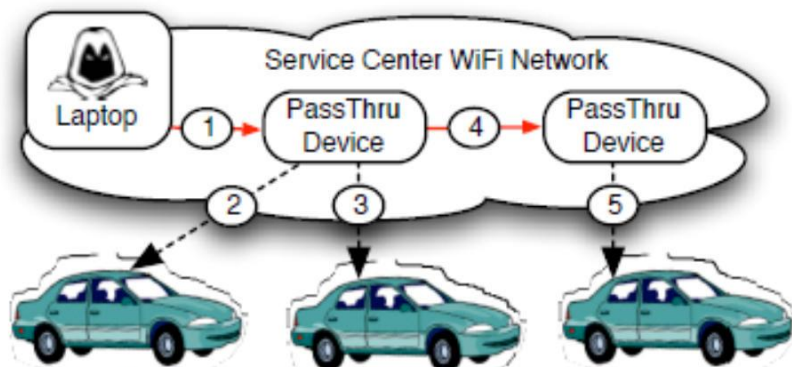 Service Center WiFi Network
Laptop
1
PassThru
Device
4
PassThru
Device
2
3
5